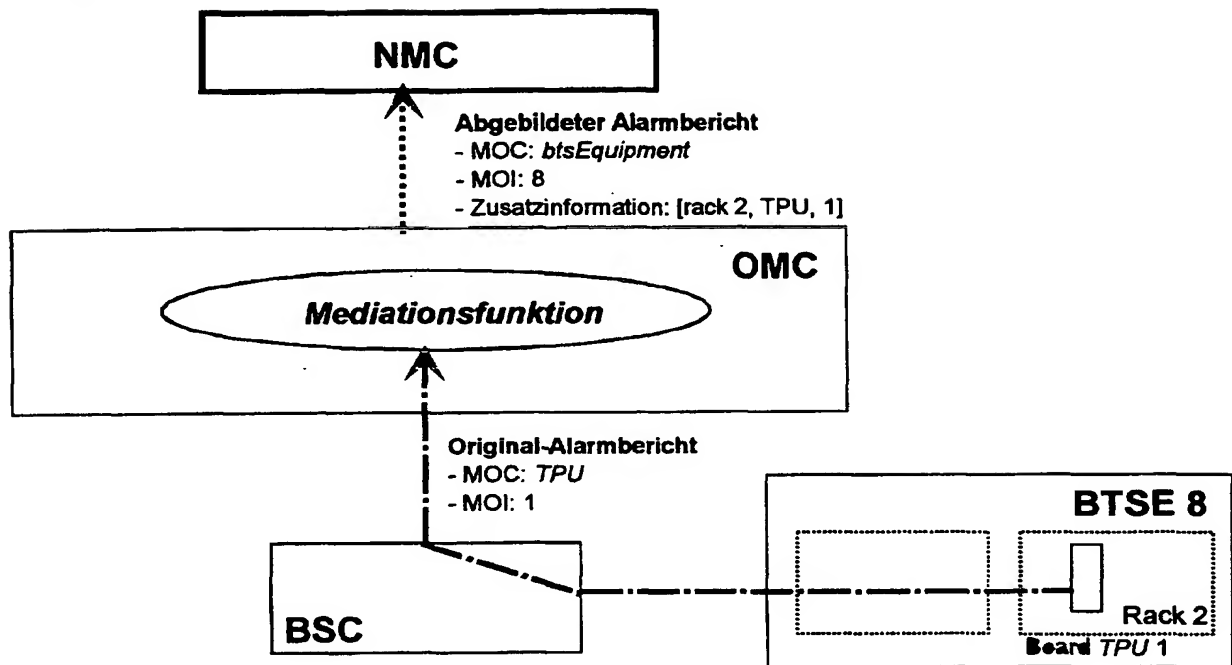 NMC
Abgebildeter Alarmbericht
- MOC: btsEquipment
- MOI: 8
- Zusatzinformation: [rack 2, TPU, 1]
OMC
Mediationsfunktion
Original-Alarmbericht
- MOC: TPU
- MOI: 1
BTSE 8
BSC
Rack 2
Board TPU 1